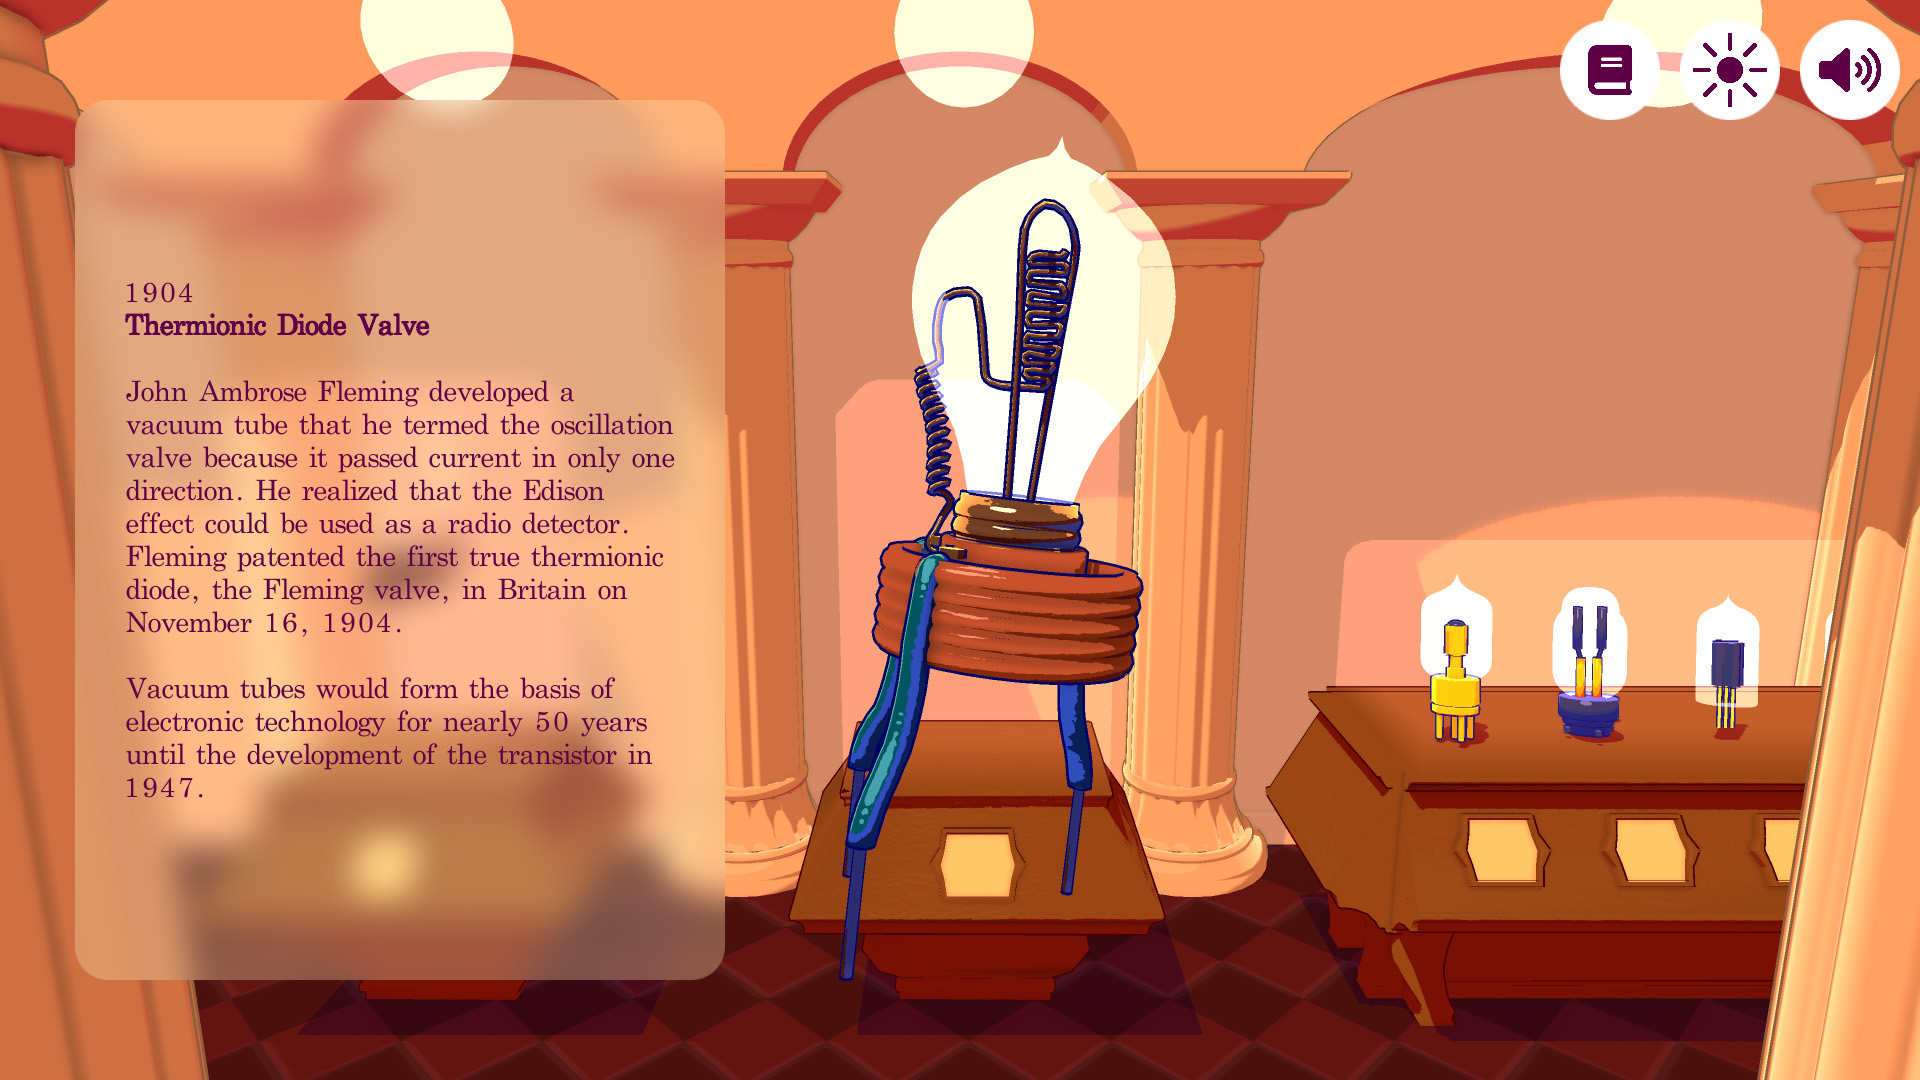 1904
Thermionic Diode Valve
John Ambrose Fleming developed a
vacuum tube that he termed the oscillation
valve because it passed current in only one
direction. He realized that the Edison
effect could be used as a radio detector.
Fleming patented the first true thermionic
diode, the Fleming valve, in Britain on
November 16, 1904.
Vacuum tubes would form the basis of
electronic technology for nearly 50 years
until the development of the transistor in
1947.